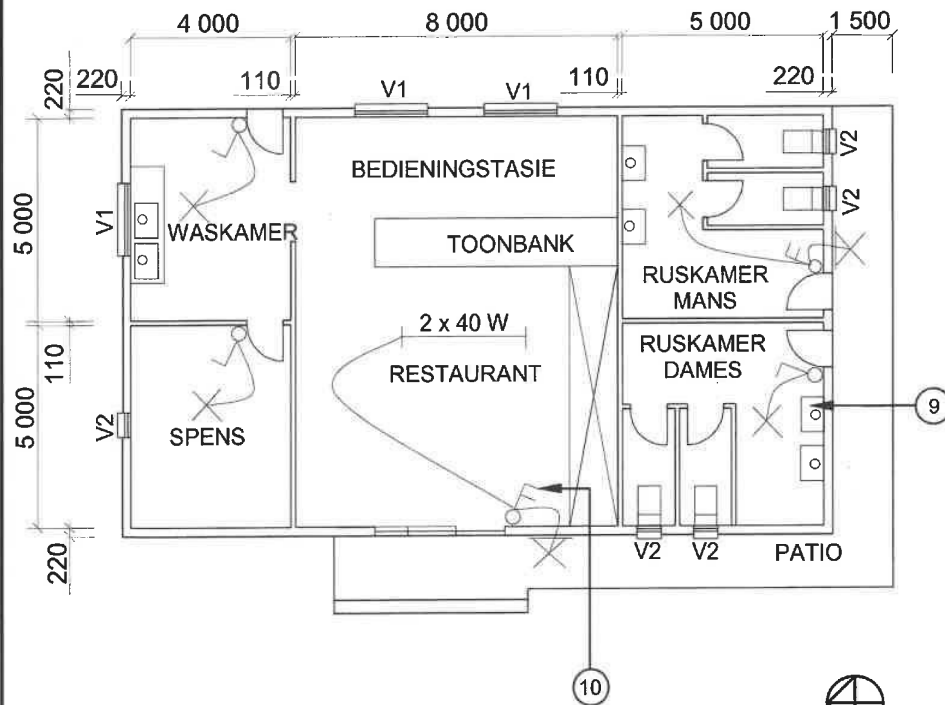 4 000 8 000 5 000 1 500
220 220 110 110 220
V1 V1
BEDIENINGSTASIE
V2
V1
V2
5 000
WASKAMER
TOONBANK
RUSKAMER
MANS
2 x 40 W
RUSKAMER
DAMES
110
RESTAURANT
5 000
9
V2
SPENS
V2 V2 PATIO
220
10